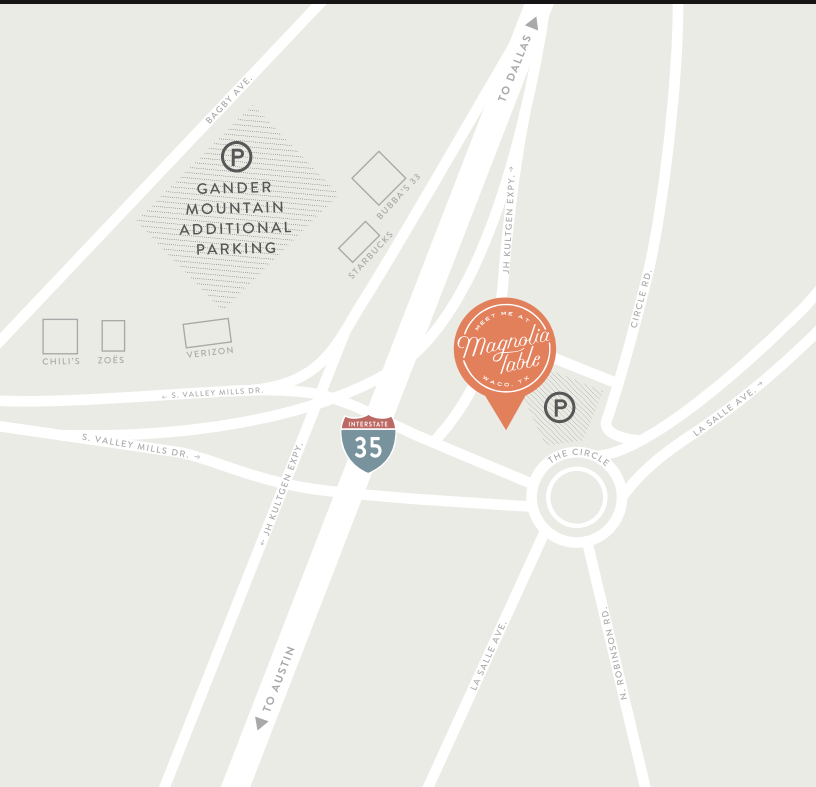 TO DALLAS
BAGBY AVE.
P
GANDER
MOUNTAIN
ADDITIONAL
PARKING
BUBBA'S 33
STARBUCKS
JH KULTGEN EXPY. →
CIRCLE RD.
CHILI'S
ZOËS
VERIZON
MEET ME AT
Magnolia
Table
WACO, TX
P
← S. VALLEY MILLS DR.
S. VALLEY MILLS DR. →
LA SALLE AVE. →
INTERSTATE
35
THE CIRCLE
← JH KULTGEN EXPY.
TO AUSTIN
LA SALLE AVE.
N. ROBINSON RD.